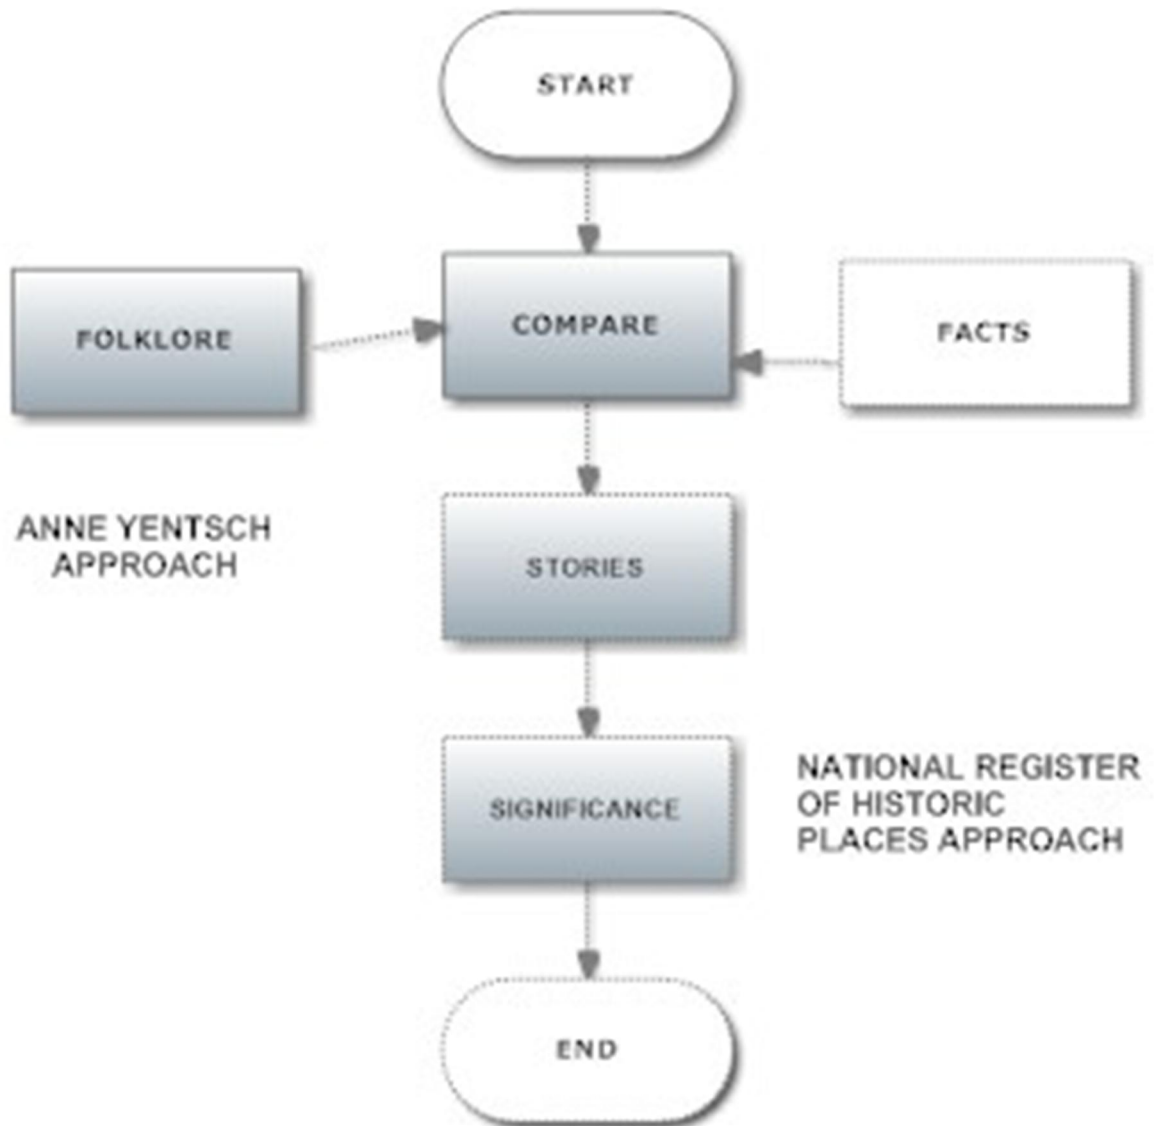 START
FOLKLORE
COMPARE
FACTS
ANNE YENTSCH
APPROACH
STORIES
SIGNIFICANCE
NATIONAL REGISTER
OF HISTORIC
PLACES APPROACH
END